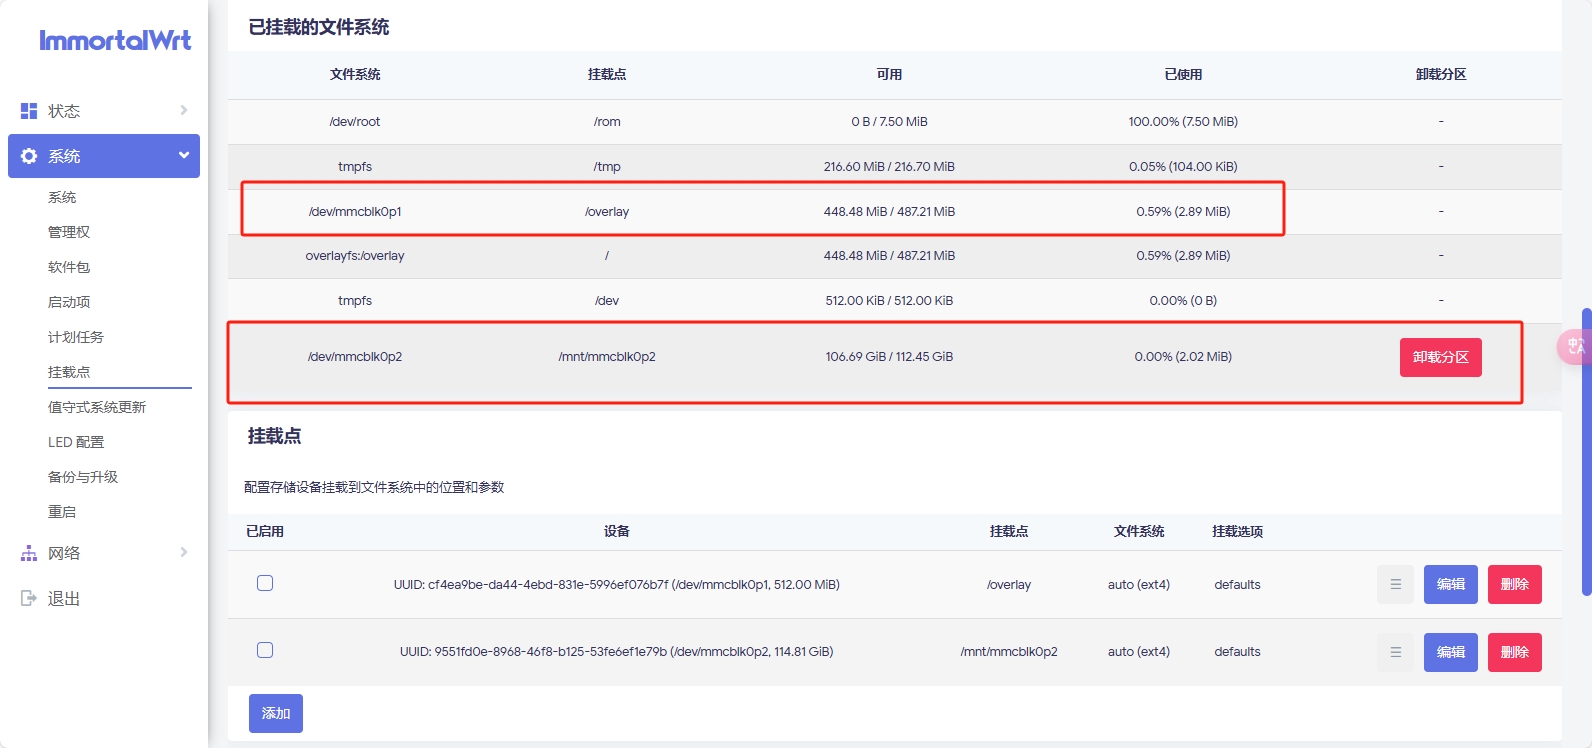 ImmortalWrt
状态
系统
系统
管理权
软件包
启动项
计划任务
挂载点
值守式系统更新
LED 配置
备份与升级
重启
网络
退出
已挂载的文件系统
文件系统 挂载点 可用 已使用 卸载分区
/dev/root /rom 0 B / 7.50 MiB 100.00% (7.50 MiB) -
tmpfs /tmp 216.60 MiB / 216.70 MiB 0.05% (104.00 KiB) -
/dev/mmcblk0p1 /overlay 448.48 MiB / 487.21 MiB 0.59% (2.89 MiB) -
overlayfs:/overlay / 448.48 MiB / 487.21 MiB 0.59% (2.89 MiB) -
tmpfs /dev 512.00 KiB / 512.00 KiB 0.00% (0 B) -
/dev/mmcblk0p2 /mnt/mmcblk0p2 106.69 GiB / 112.45 GiB 0.00% (2.02 MiB) 卸载分区
挂载点
配置存储设备挂载到文件系统中的位置和参数
已启用 设备 挂载点 文件系统 挂载选项
UUID: cf4ea9be-da44-4ebd-831e-5996ef076b7f (/dev/mmcblk0p1, 512.00 MiB) /overlay auto (ext4) defaults ☰ 编辑 删除
UUID: 9551fd0e-8968-46f8-b125-53fe6ef1e79b (/dev/mmcblk0p2, 114.81 GiB) /mnt/mmcblk0p2 auto (ext4) defaults ☰ 编辑 删除
添加